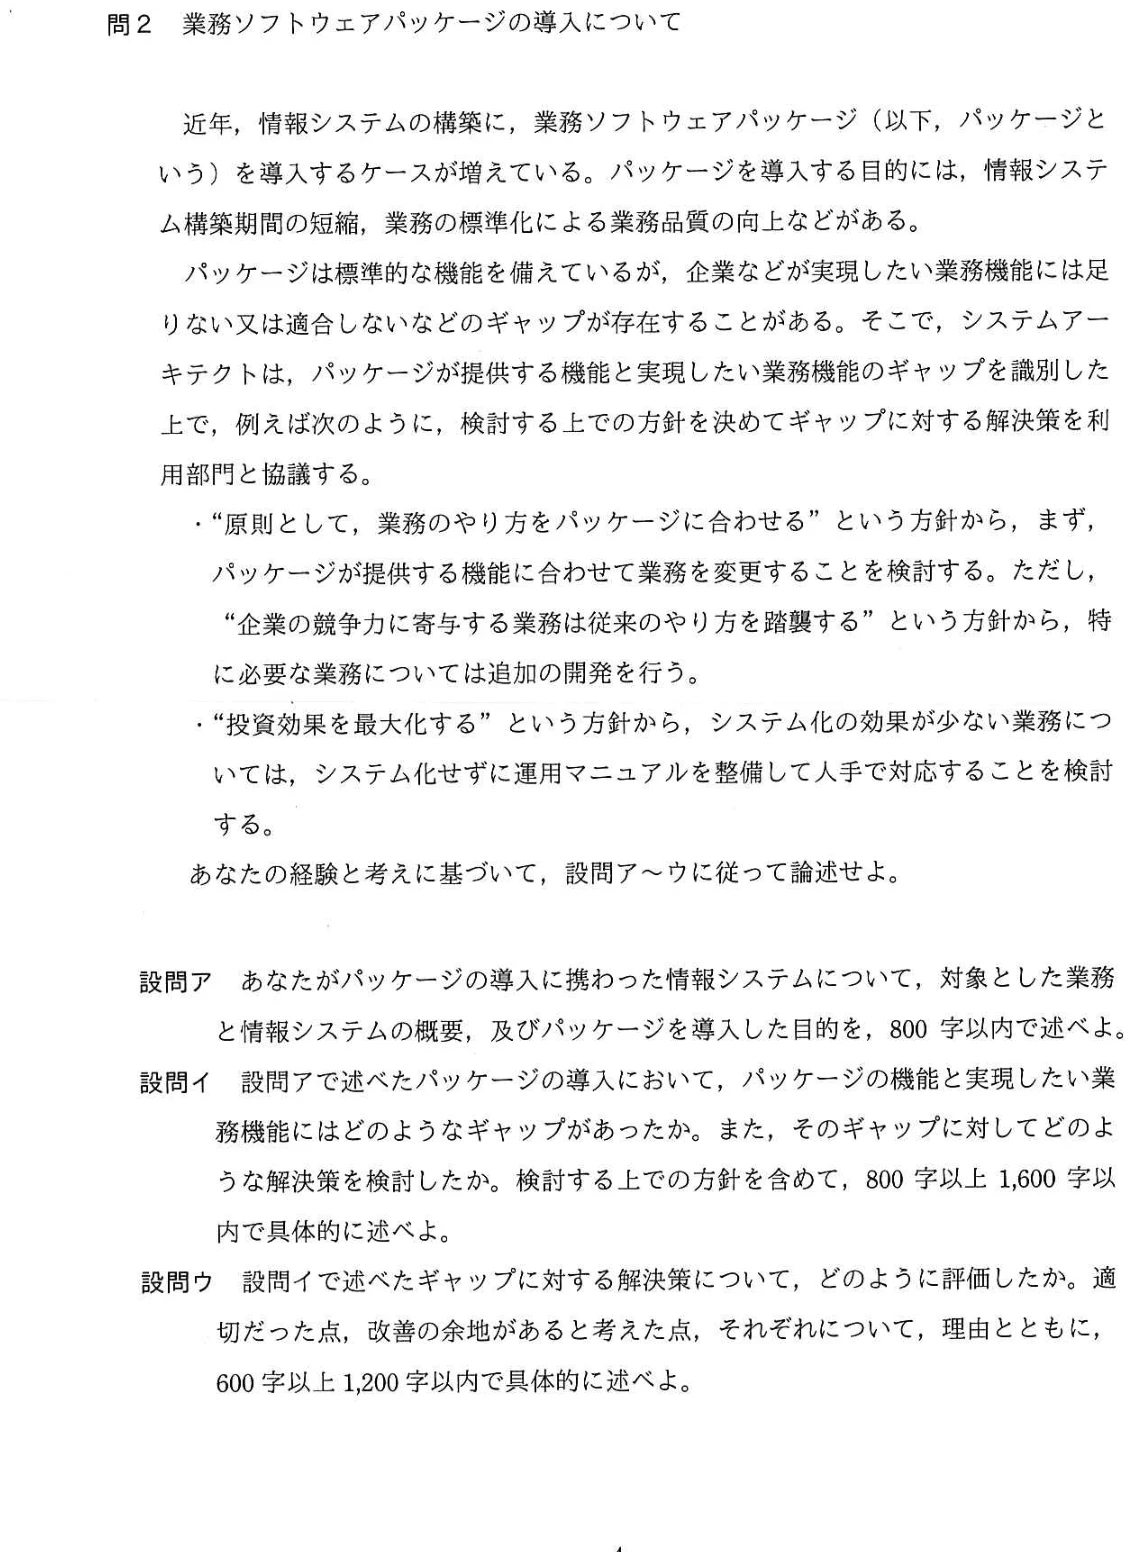 問2 業務ソフトウェアパッケージの導入について
近年，情報システムの構築に，業務ソフトウェアパッケージ（以下，パッケージと
いう）を導入するケースが増えている。パッケージを導入する目的には，情報システ
ム構築期間の短縮，業務の標準化による業務品質の向上などがある。
パッケージは標準的な機能を備えているが，企業などが実現したい業務機能には足
りない又は適合しないなどのギャップが存在することがある。そこで，システムアー
キテクトは，パッケージが提供する機能と実現したい業務機能のギャップを識別した
上で，例えば次のように，検討する上での方針を決めてギャップに対する解決策を利
用部門と協議する。
・“原則として，業務のやり方をパッケージに合わせる”という方針から，まず，
パッケージが提供する機能に合わせて業務を変更することを検討する。ただし，
“企業の競争力に寄与する業務は従来のやり方を踏襲する”という方針から，特
に必要な業務については追加の開発を行う。
・“投資効果を最大化する”という方針から，システム化の効果が少ない業務につ
いては，システム化せずに運用マニュアルを整備して人手で対応することを検討
する。
あなたの経験と考えに基づいて，設問ア～ウに従って論述せよ。
設問ア あなたがパッケージの導入に携わった情報システムについて，対象とした業務
と情報システムの概要，及びパッケージを導入した目的を，800 字以内で述べよ。
設問イ 設問アで述べたパッケージの導入において，パッケージの機能と実現したい業
務機能にはどのようなギャップがあったか。また，そのギャップに対してどのよ
うな解決策を検討したか。検討する上での方針を含めて，800 字以上 1,600 字以
内で具体的に述べよ。
設問ウ 設問イで述べたギャップに対する解決策について，どのように評価したか。適
切だった点，改善の余地があると考えた点，それぞれについて，理由とともに，
600 字以上 1,200 字以内で具体的に述べよ。